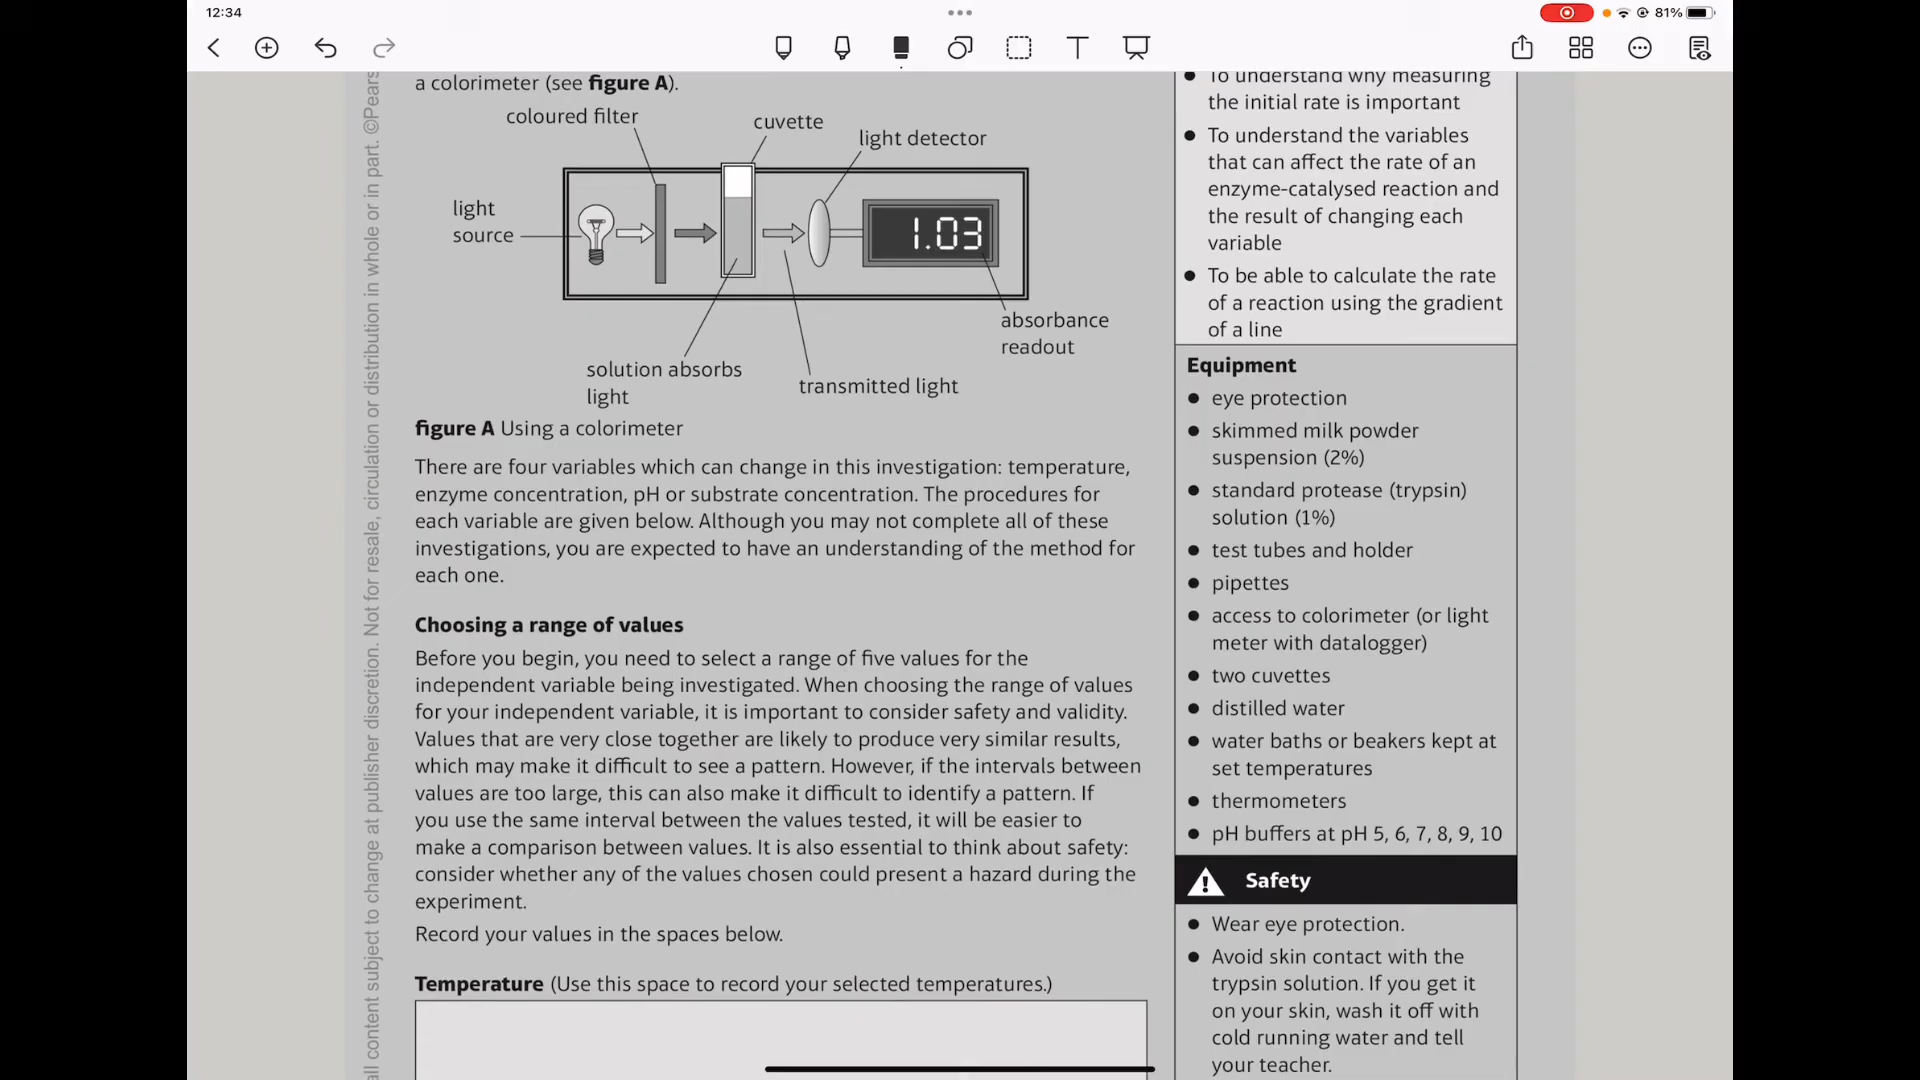 12:34
81%
a colorimeter (see figure A).
coloured filter
cuvette
light detector
light
source
1.03
absorbance
readout
solution absorbs
light
transmitted light
figure A Using a colorimeter
There are four variables which can change in this investigation: temperature,
enzyme concentration, pH or substrate concentration. The procedures for
each variable are given below. Although you may not complete all of these
investigations, you are expected to have an understanding of the method for
each one.
Choosing a range of values
Before you begin, you need to select a range of five values for the
independent variable being investigated. When choosing the range of values
for your independent variable, it is important to consider safety and validity.
Values that are very close together are likely to produce very similar results,
which may make it difficult to see a pattern. However, if the intervals between
values are too large, this can also make it difficult to identify a pattern. If
you use the same interval between the values tested, it will be easier to
make a comparison between values. It is also essential to think about safety:
consider whether any of the values chosen could present a hazard during the
experiment.
Record your values in the spaces below.
Temperature (Use this space to record your selected temperatures.)
To understand why measuring
the initial rate is important
To understand the variables
that can affect the rate of an
enzyme-catalysed reaction and
the result of changing each
variable
To be able to calculate the rate
of a reaction using the gradient
of a line
Equipment
eye protection
skimmed milk powder
suspension (2%)
standard protease (trypsin)
solution (1%)
test tubes and holder
pipettes
access to colorimeter (or light
meter with datalogger)
two cuvettes
distilled water
water baths or beakers kept at
set temperatures
thermometers
pH buffers at pH 5, 6, 7, 8, 9, 10
Safety
Wear eye protection.
Avoid skin contact with the
trypsin solution. If you get it
on your skin, wash it off with
cold running water and tell
your teacher.
all content subject to change at publisher discretion. Not for resale, circulation or distribution in whole or in part. ©Pears